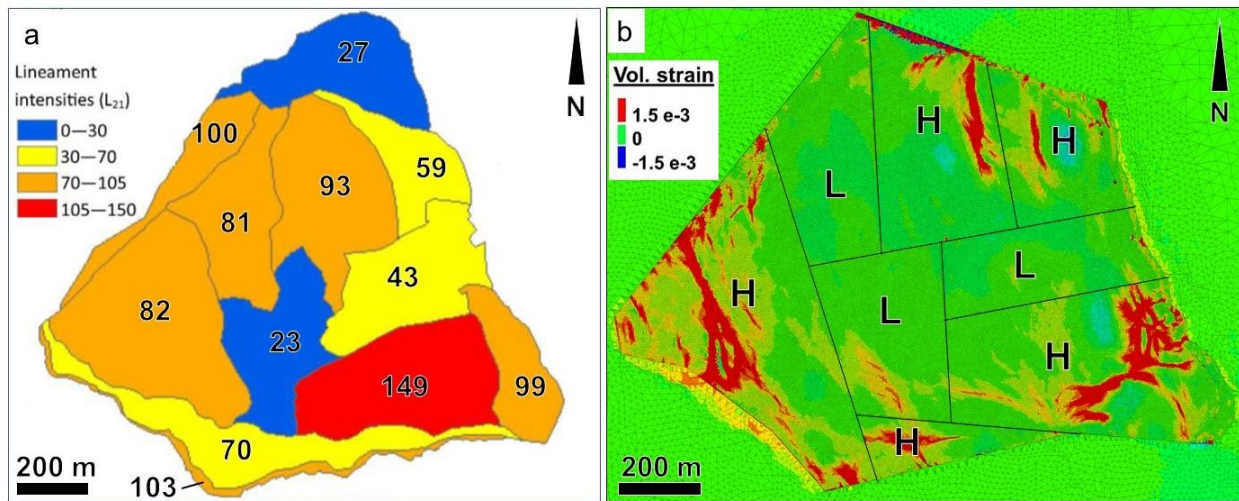 a
Lineament
intensities (L21)
0—30
30—70
70—105
105—150
27
N
100
59
93
81
43
82
23
149
99
70
103
200 m
b
Vol. strain
1.5 e-3
0
-1.5 e-3
N
H
H
L
L
H
L
H
H
200 m